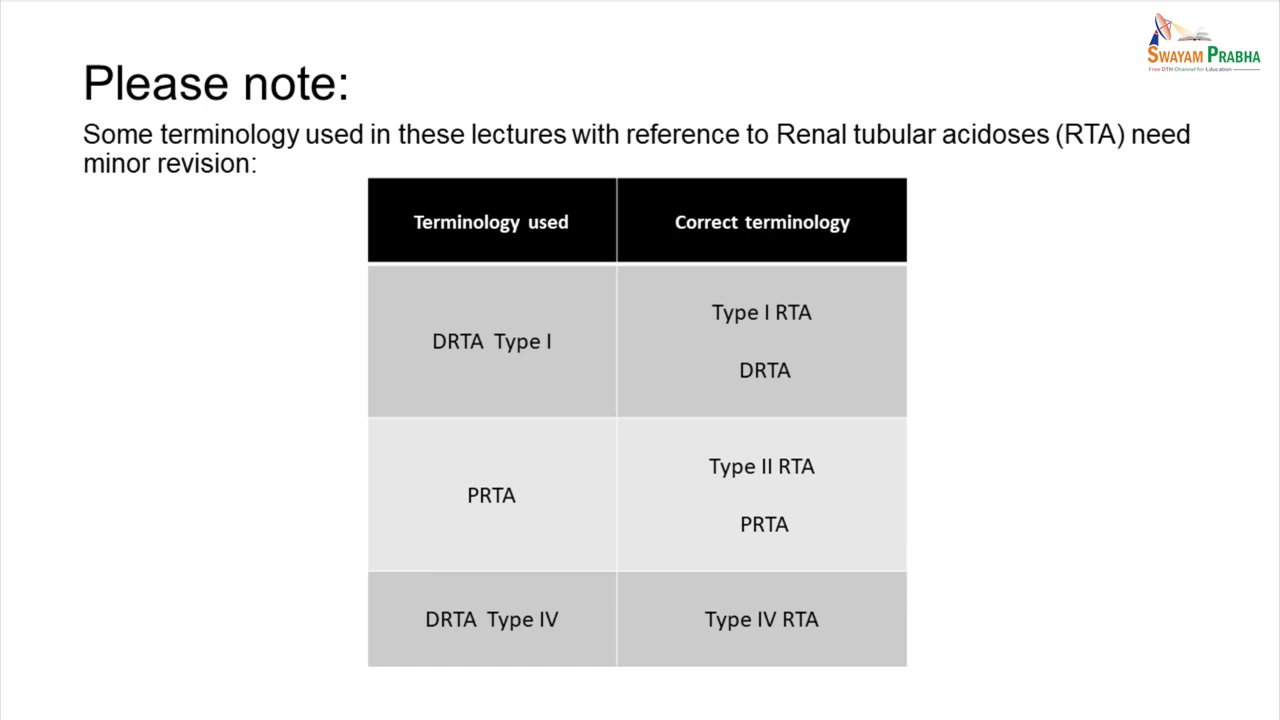 SWAYAM PRABHA
Free DTH Channel for Education
Please note:
Some terminology used in these lectures with reference to Renal tubular acidoses (RTA) need
minor revision:
Terminology used
Correct terminology
DRTA Type I
Type I RTA
DRTA
PRTA
Type II RTA
PRTA
DRTA Type IV
Type IV RTA